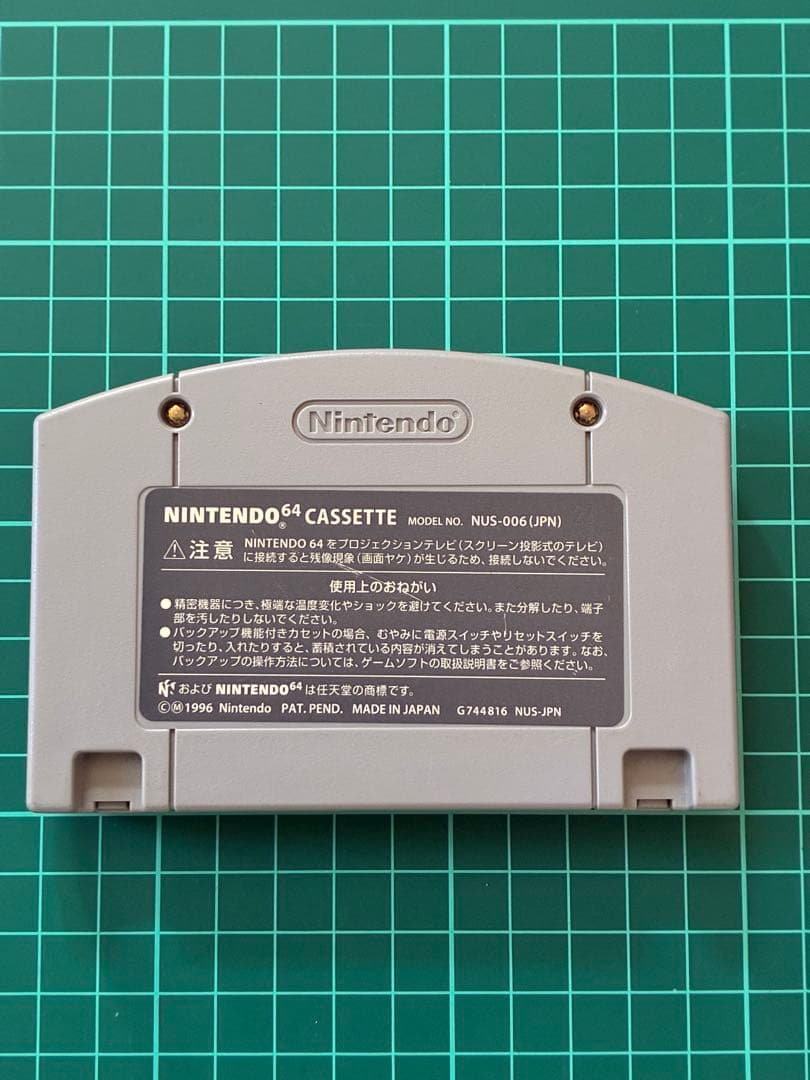 Nintendo®
NINTENDO⁶⁴® CASSETTE MODEL NO. NUS-006(JPN)
⚠注意 NINTENDO 64をプロジェクションテレビ(スクリーン投影式のテレビ)
に接続すると残像現象(画面ヤケ)が生じるため、接続しないでください。
使用上のおねがい
●精密機器につき、極端な温度変化やショックを避けてください。また分解したり、端子
部を汚したりしないでください。
●バックアップ機能付きカセットの場合、むやみに電源スイッチやリセットスイッチを
切ったり、入れたりすると、蓄積されている内容が消えてしまうことがあります。なお、
バックアップの操作方法については、ゲームソフトの取扱説明書をご参照ください。
および NINTENDO⁶⁴ は任天堂の商標です。
ⒸⓂ1996 Nintendo PAT. PEND. MADE IN JAPAN G744816 NUS-JPN